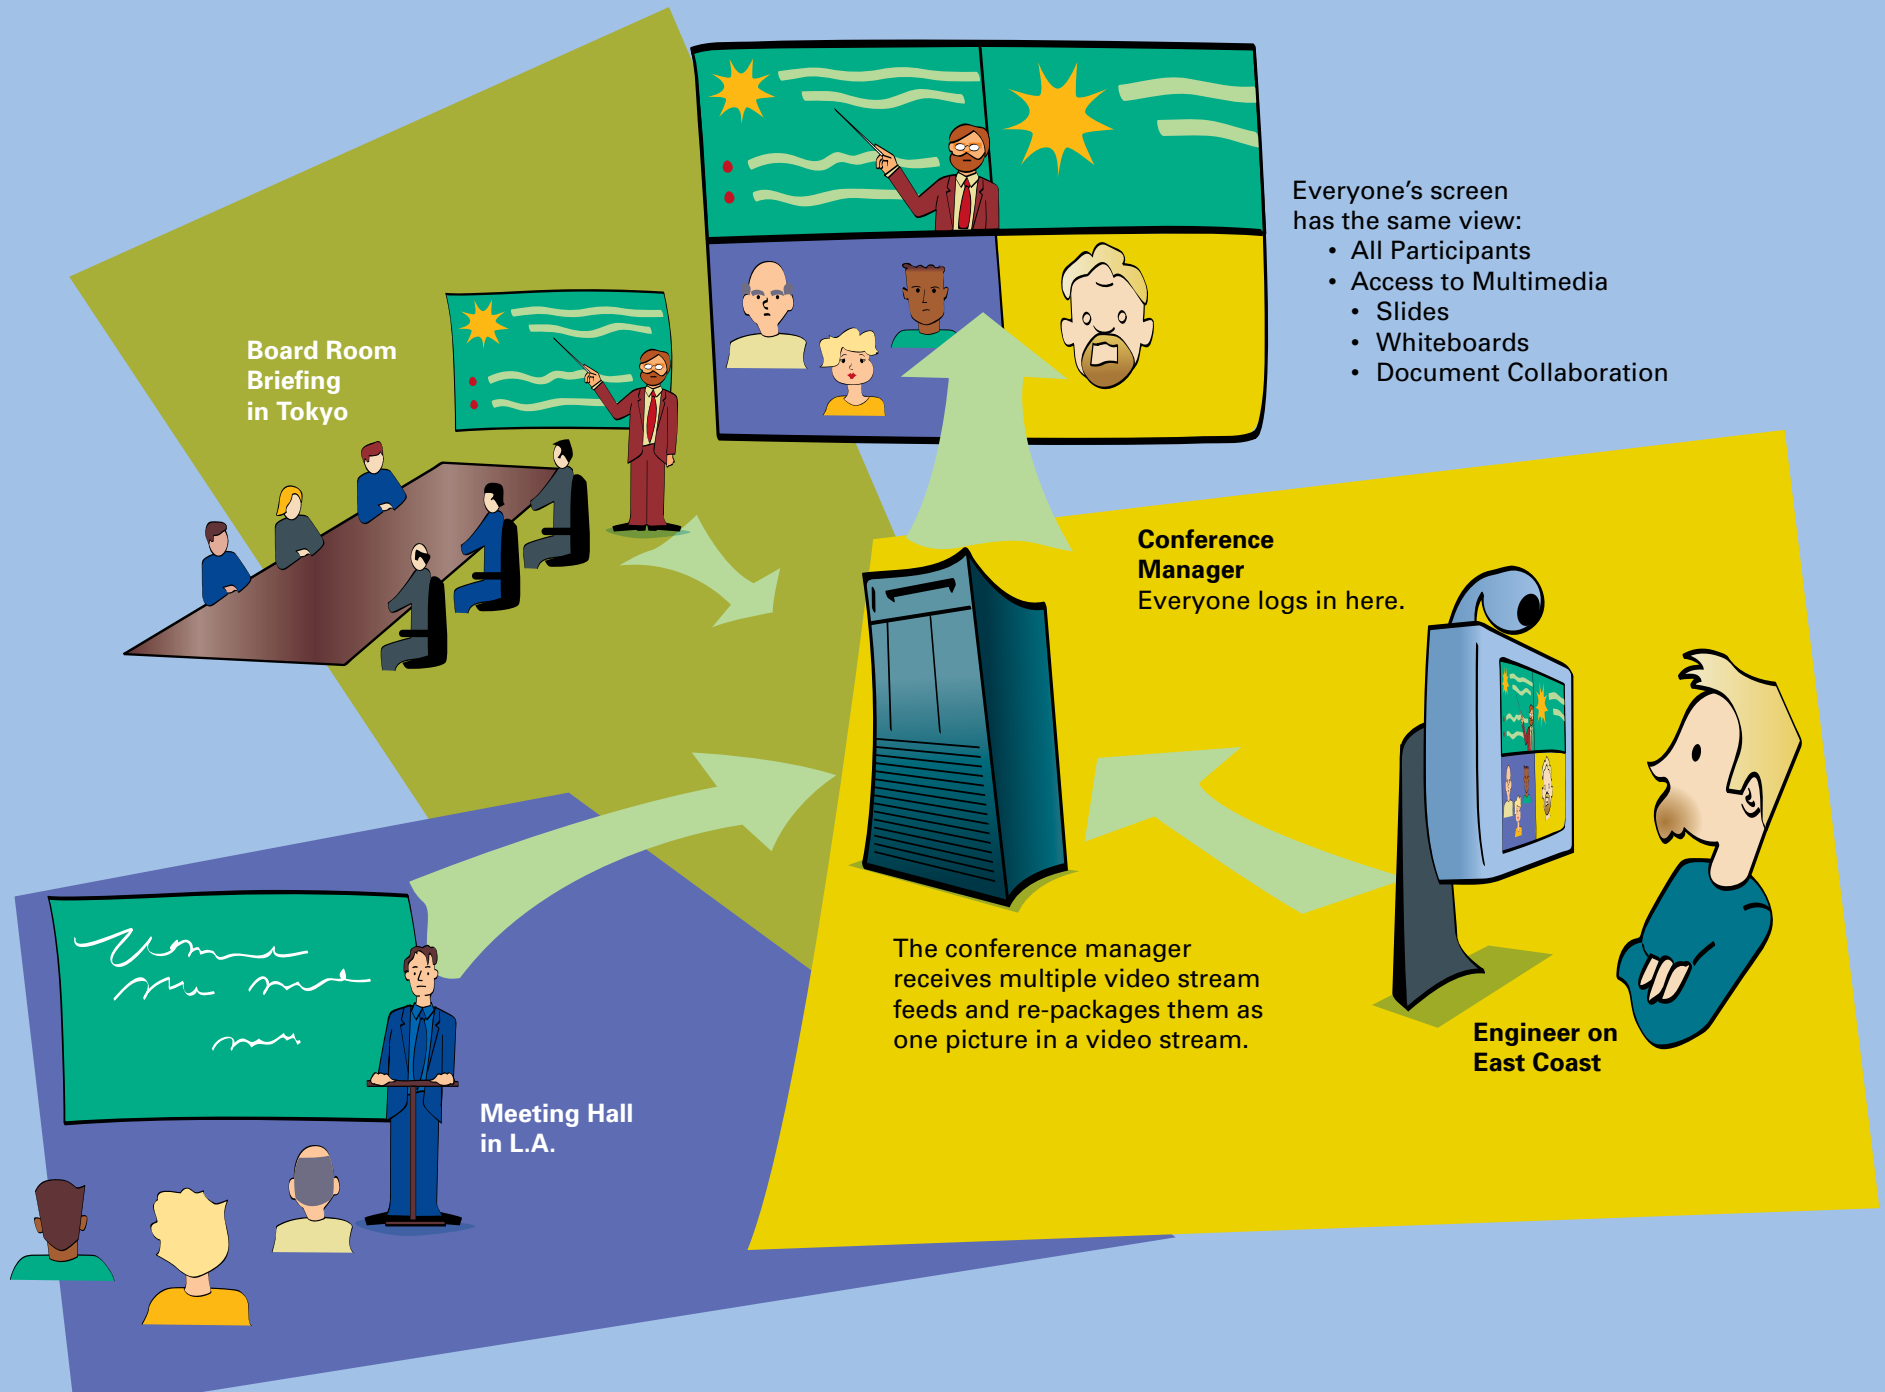 Everyone’s screen
has the same view:
• All Participants
• Access to Multimedia
• Slides
• Whiteboards
• Document Collaboration
Board Room
Briefing
in Tokyo
Conference
Manager
Everyone logs in here.
The conference manager
receives multiple video stream
feeds and re-packages them as
one picture in a video stream.
Engineer on
East Coast
Meeting Hall
in L.A.